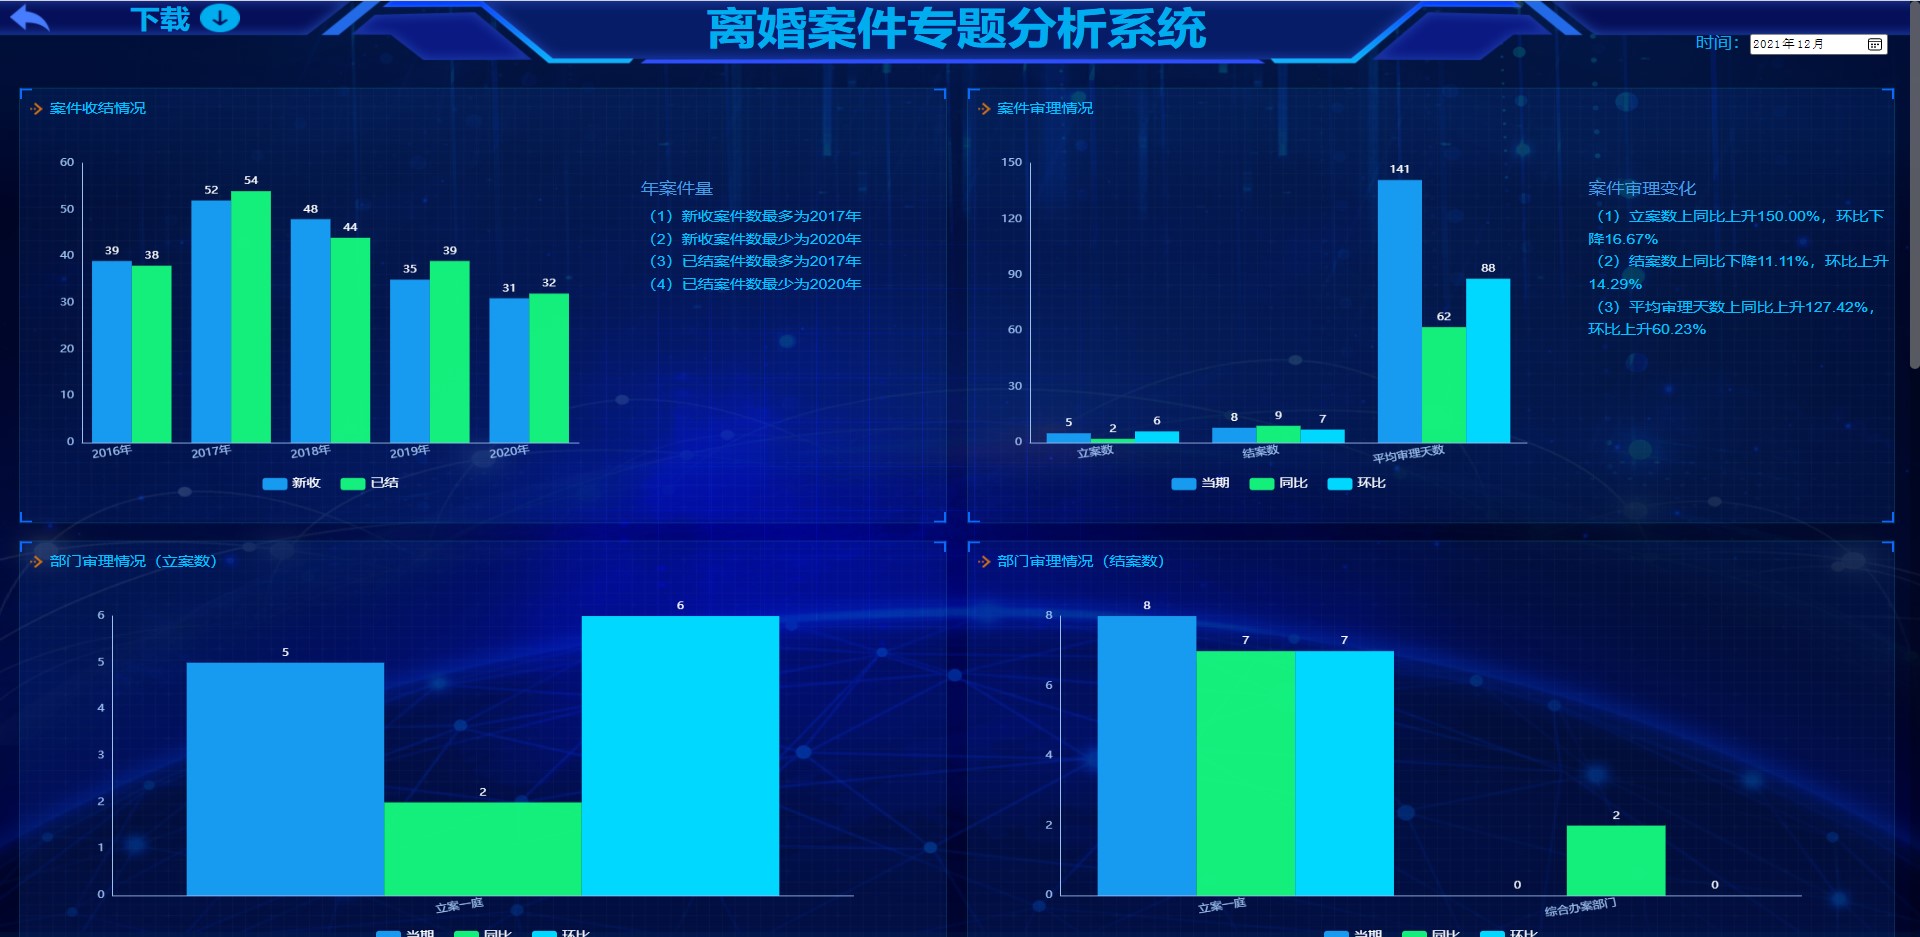 下载
离婚案件专题分析系统
时间：
2021年12月
案件收结情况
60
50
40
30
20
10
0
39
38
52
54
48
44
35
39
31
32
2016年
2017年
2018年
2019年
2020年
新收
已结
年案件量
（1）新收案件数最多为2017年
（2）新收案件数最少为2020年
（3）已结案件数最多为2017年
（4）已结案件数最少为2020年
案件审理情况
150
120
90
60
30
0
5
2
6
8
9
7
141
62
88
立案数
结案数
平均审理天数
当期
同比
环比
案件审理变化
（1）立案数上同比上升150.00%，环比下
降16.67%
（2）结案数上同比下降11.11%，环比上升
14.29%
（3）平均审理天数上同比上升127.42%，
环比上升60.23%
部门审理情况（立案数）
6
5
4
3
2
1
0
5
2
6
立案一庭
当期
同比
环比
部门审理情况（结案数）
8
6
4
2
0
8
7
7
0
2
0
立案一庭
综合办案部门
当期
同比
环比